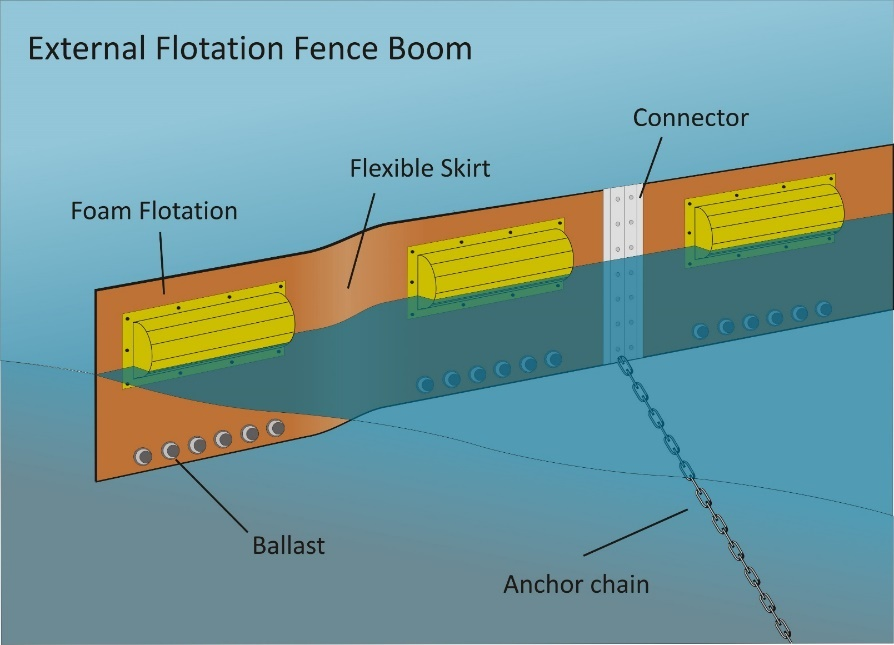 External Flotation Fence Boom
Connector
Flexible Skirt
Foam Flotation
Ballast
Anchor chain